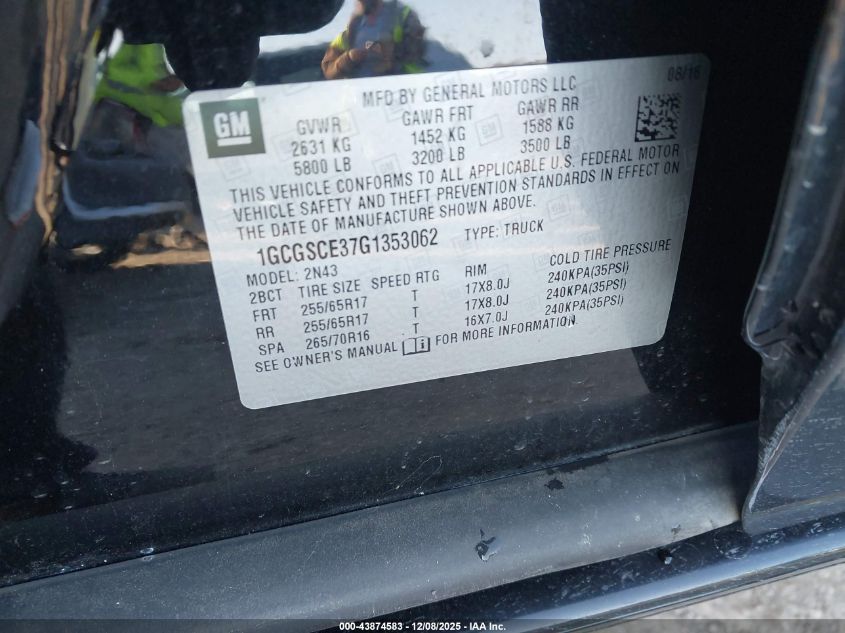 MFD BY GENERAL MOTORS LLC 08/16
GM
GVWR GAWR FRT GAWR RR
2631 KG 1452 KG 1588 KG
5800 LB 3200 LB 3500 LB
THIS VEHICLE CONFORMS TO ALL APPLICABLE U.S. FEDERAL MOTOR
VEHICLE SAFETY AND THEFT PREVENTION STANDARDS IN EFFECT ON
THE DATE OF MANUFACTURE SHOWN ABOVE.
1GCGSCE37G1353062 TYPE: TRUCK
MODEL: 2N43
2BCT TIRE SIZE SPEED RTG RIM COLD TIRE PRESSURE
FRT 255/65R17 T 17X8.0J 240KPA(35PSI)
RR 255/65R17 T 17X8.0J 240KPA(35PSI)
SPA 265/70R16 T 16X7.0J 240KPA(35PSI)
SEE OWNER'S MANUAL FOR MORE INFORMATION.
000-43874583 - 12/08/2025 - IAA Inc.